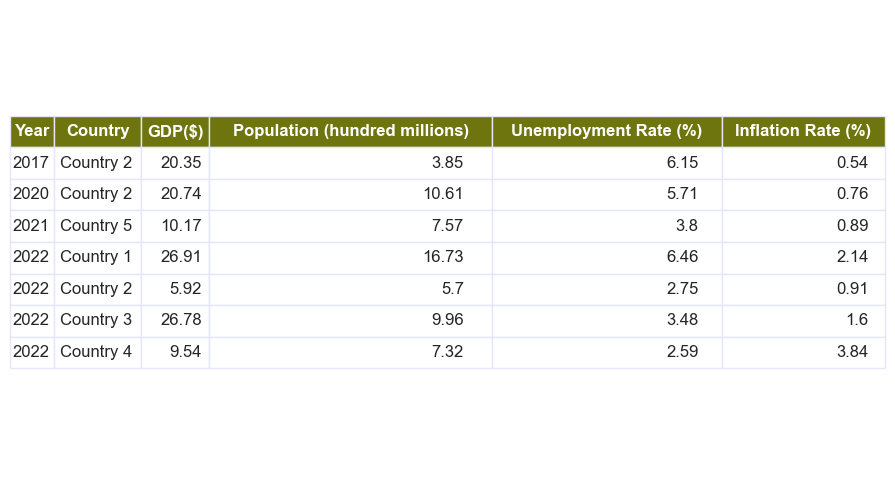 Year Country GDP($) Population (hundred millions) Unemployment Rate (%) Inflation Rate (%)
2017 Country 2 20.35 3.85 6.15 0.54
2020 Country 2 20.74 10.61 5.71 0.76
2021 Country 5 10.17 7.57 3.8 0.89
2022 Country 1 26.91 16.73 6.46 2.14
2022 Country 2 5.92 5.7 2.75 0.91
2022 Country 3 26.78 9.96 3.48 1.6
2022 Country 4 9.54 7.32 2.59 3.84